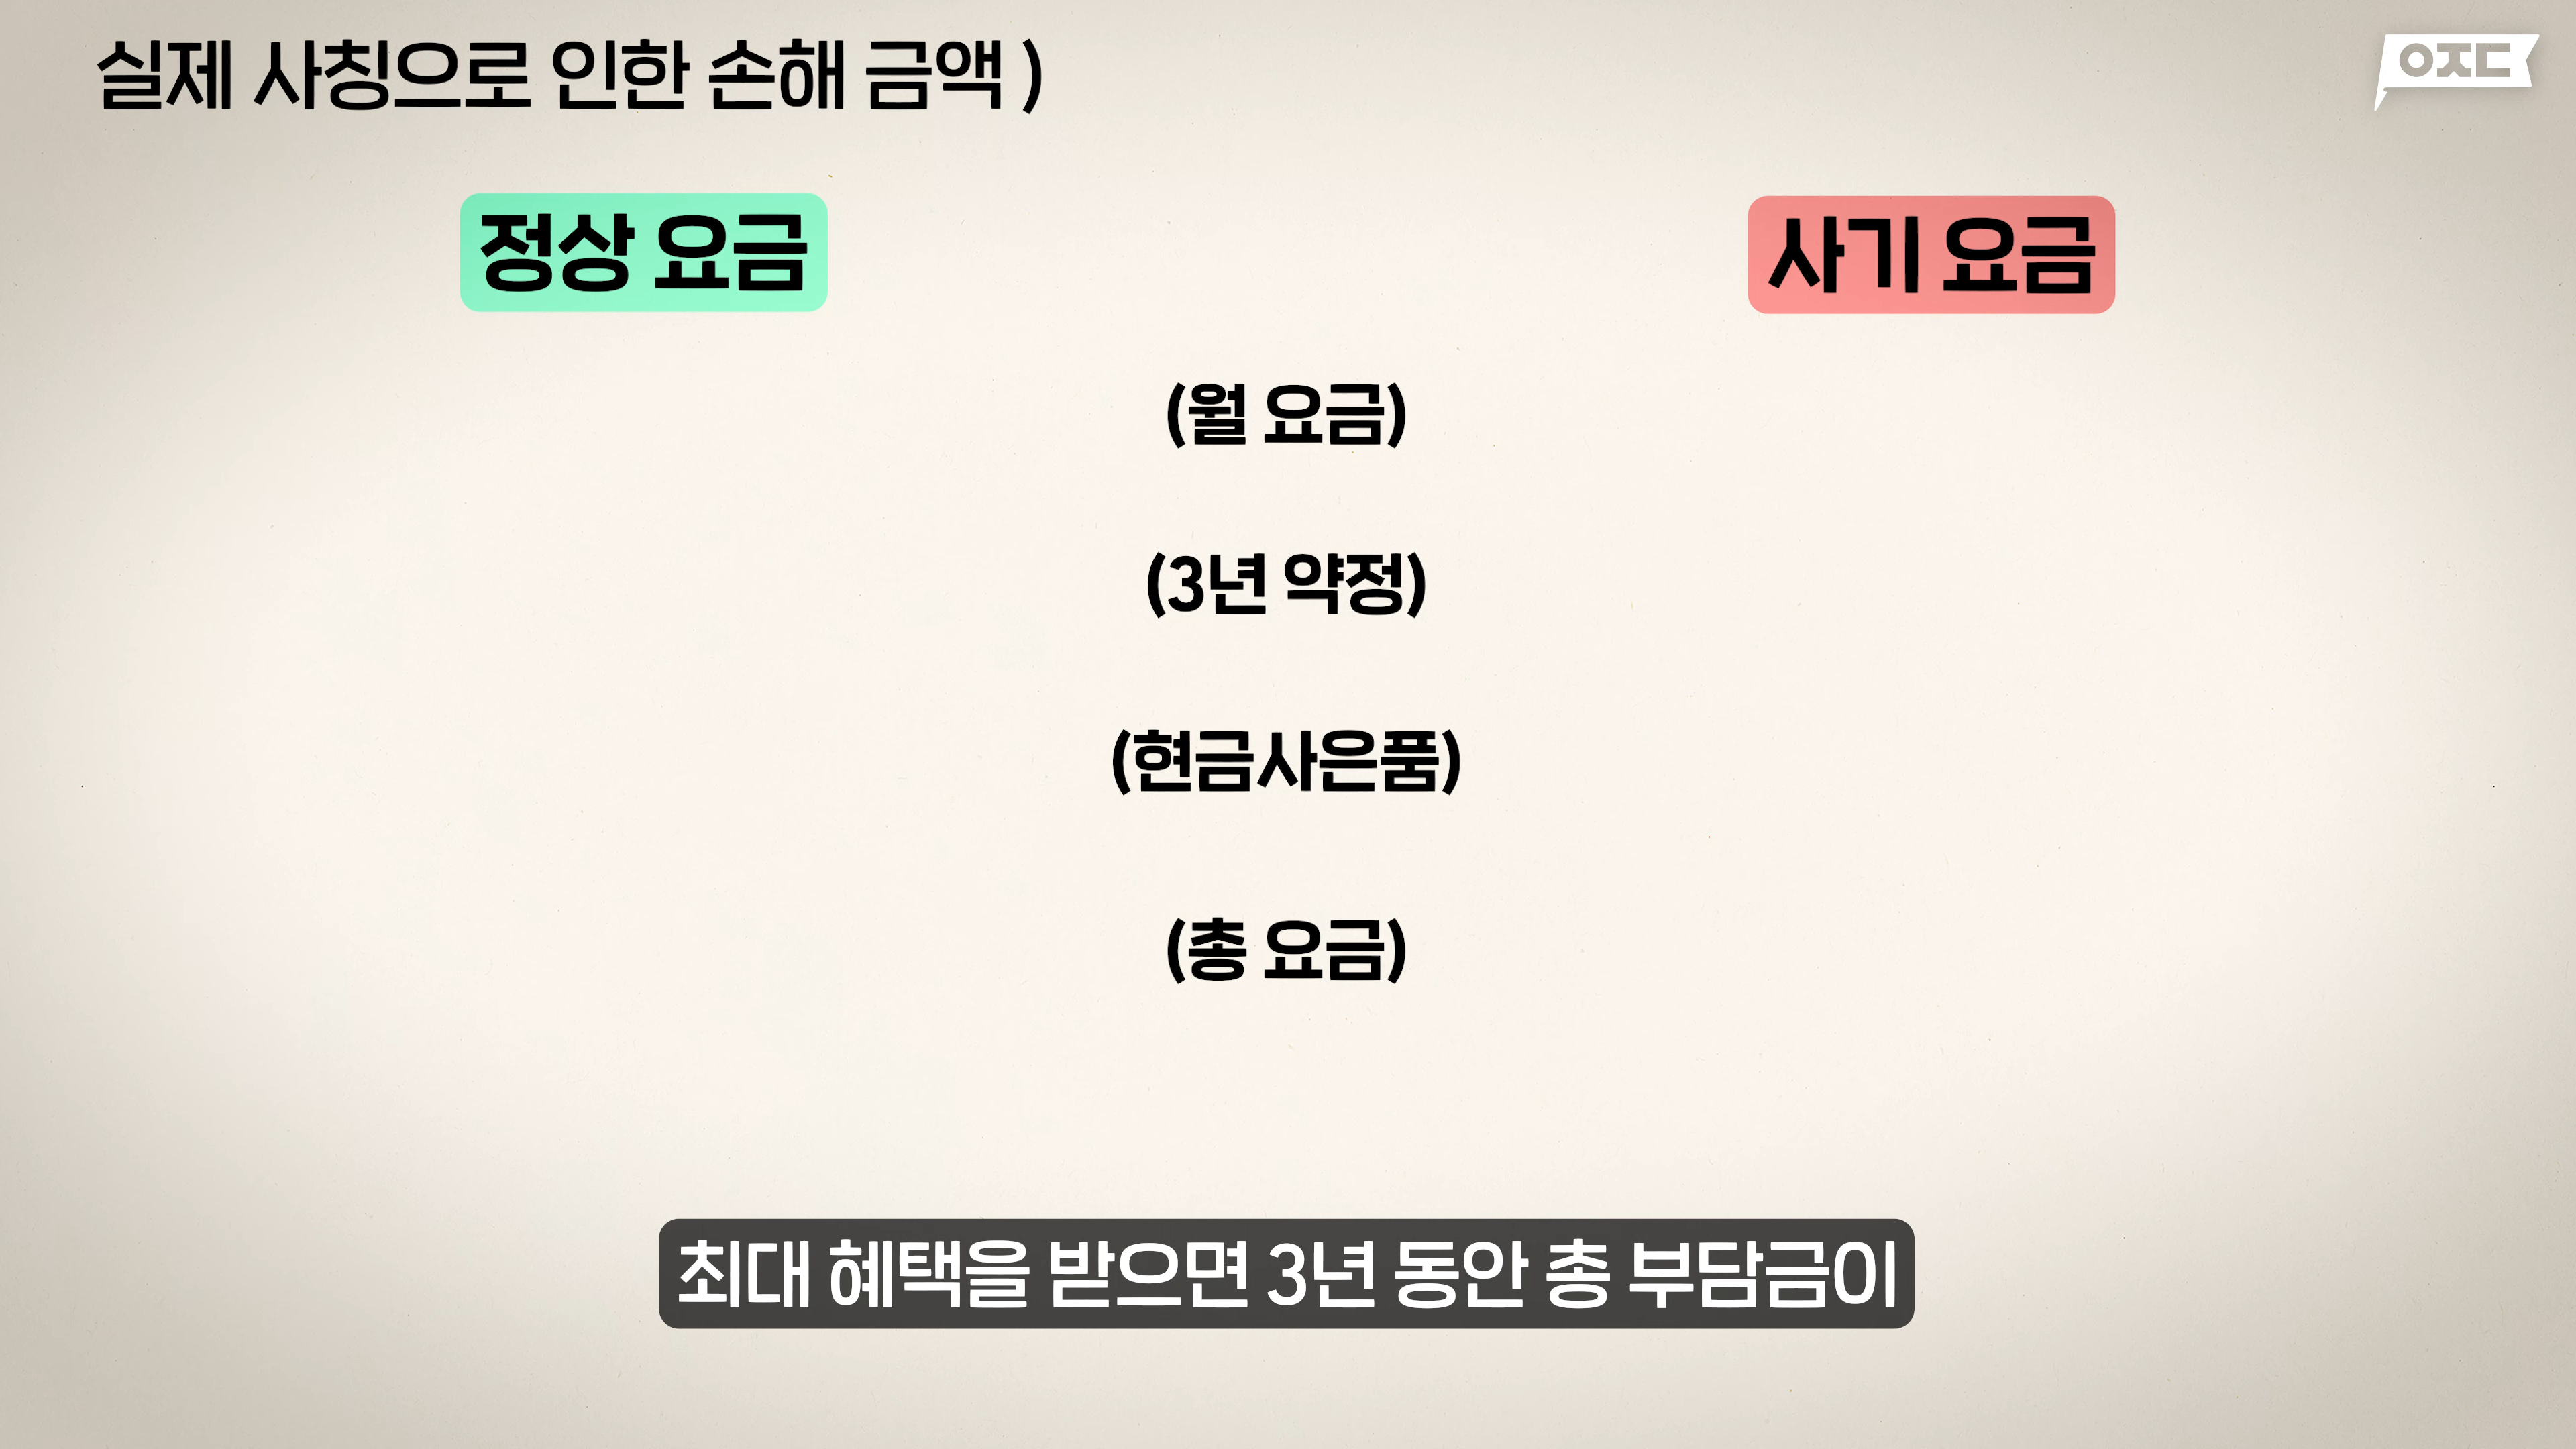 실제 사칭으로 인한 손해 금액 )
ㅇㅈㄷ
정상 요금
사기 요금
(월 요금)
(3년 약정)
(현금사은품)
(총 요금)
최대 혜택을 받으면 3년 동안 총 부담금이